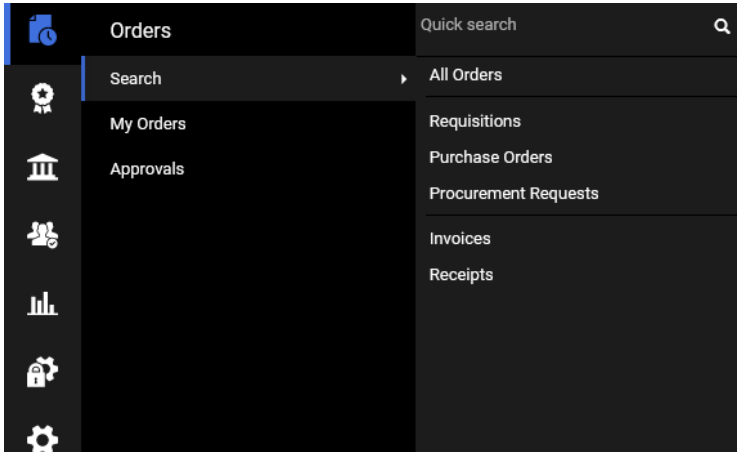 Orders
Search
My Orders
Approvals
Quick search
All Orders
Requisitions
Purchase Orders
Procurement Requests
Invoices
Receipts